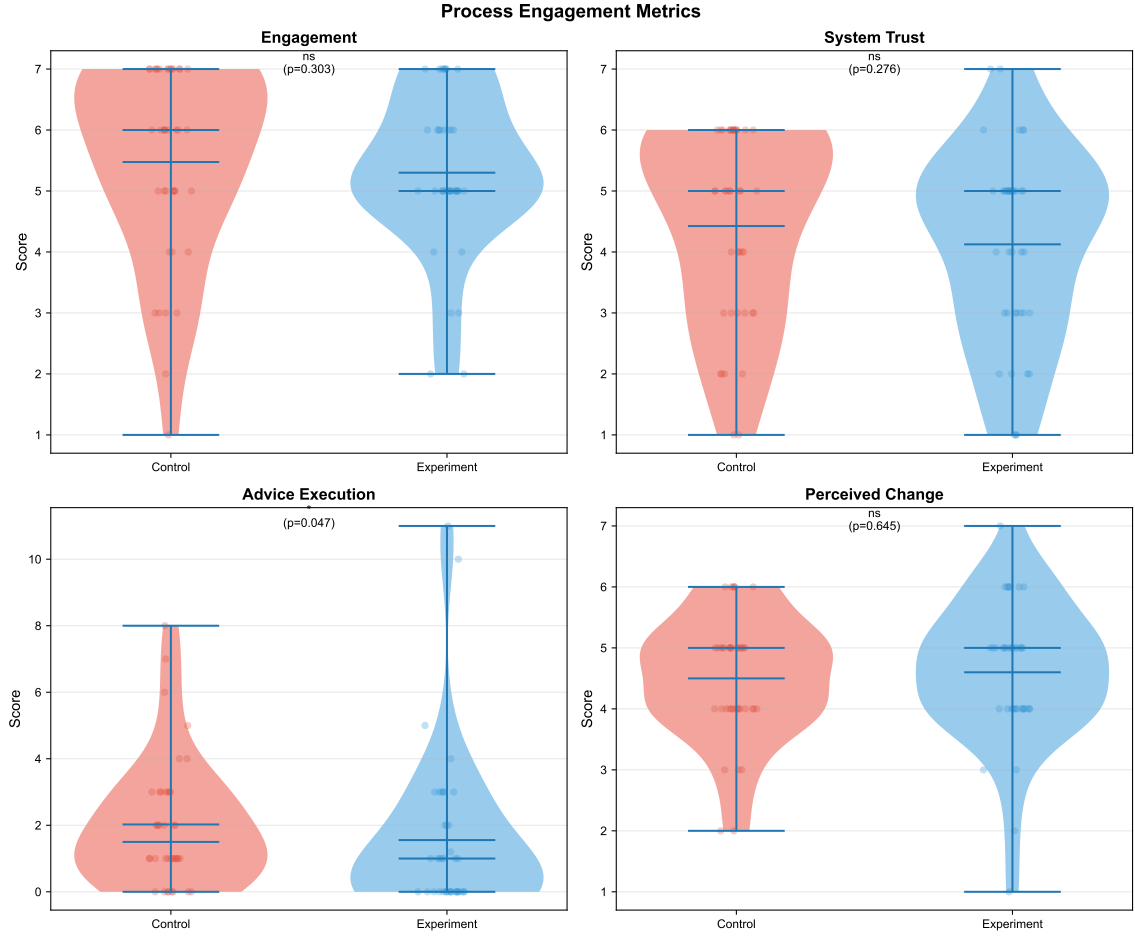 Process Engagement Metrics
Engagement
ns
(p=0.303)
7
6
5
4
3
2
1
Score
Control
Experiment
System Trust
ns
(p=0.276)
7
6
5
4
3
2
1
Score
Control
Experiment
Advice Execution
*
(p=0.047)
10
8
6
4
2
0
Score
Control
Experiment
Perceived Change
ns
(p=0.645)
7
6
5
4
3
2
1
Score
Control
Experiment